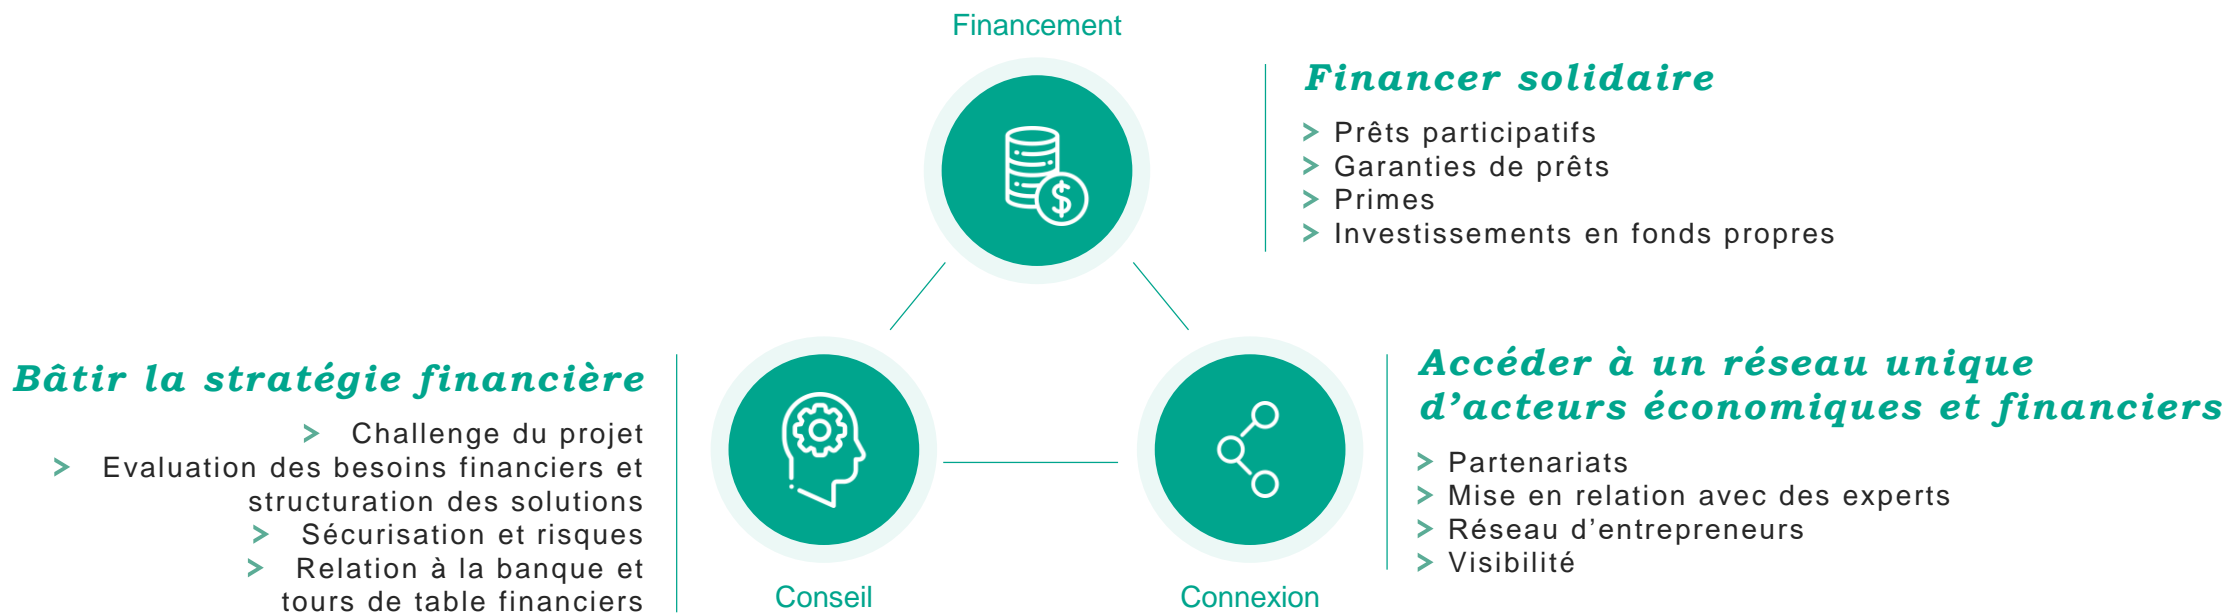 Financement
Financer solidaire
> Prêts participatifs
> Garanties de prêts
> Primes
> Investissements en fonds propres
Bâtir la stratégie financière
> Challenge du projet
> Evaluation des besoins financiers et
structuration des solutions
> Sécurisation et risques
> Relation à la banque et
tours de table financiers
Conseil
Accéder à un réseau unique
d’acteurs économiques et financiers
> Partenariats
> Mise en relation avec des experts
> Réseau d’entrepreneurs
> Visibilité
Connexion